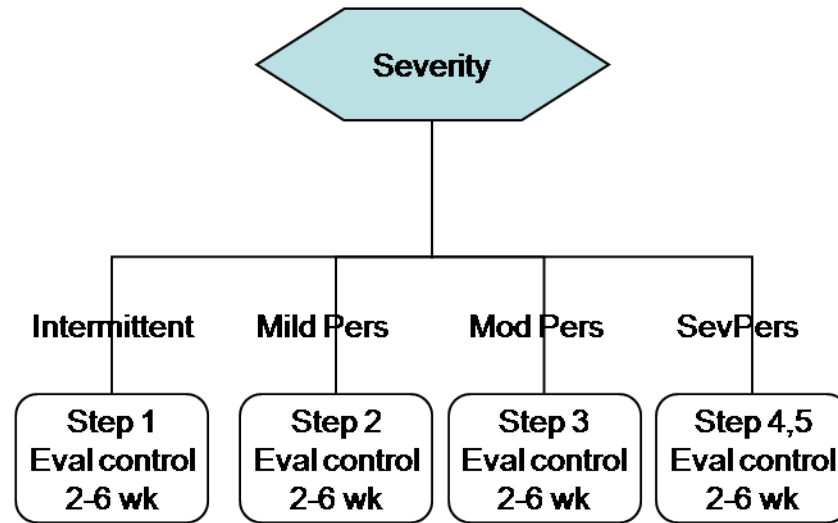 Severity
Intermittent
Mild Pers
Mod Pers
SevPers
Step 1
Eval control
2-6 wk
Step 2
Eval control
2-6 wk
Step 3
Eval control
2-6 wk
Step 4,5
Eval control
2-6 wk